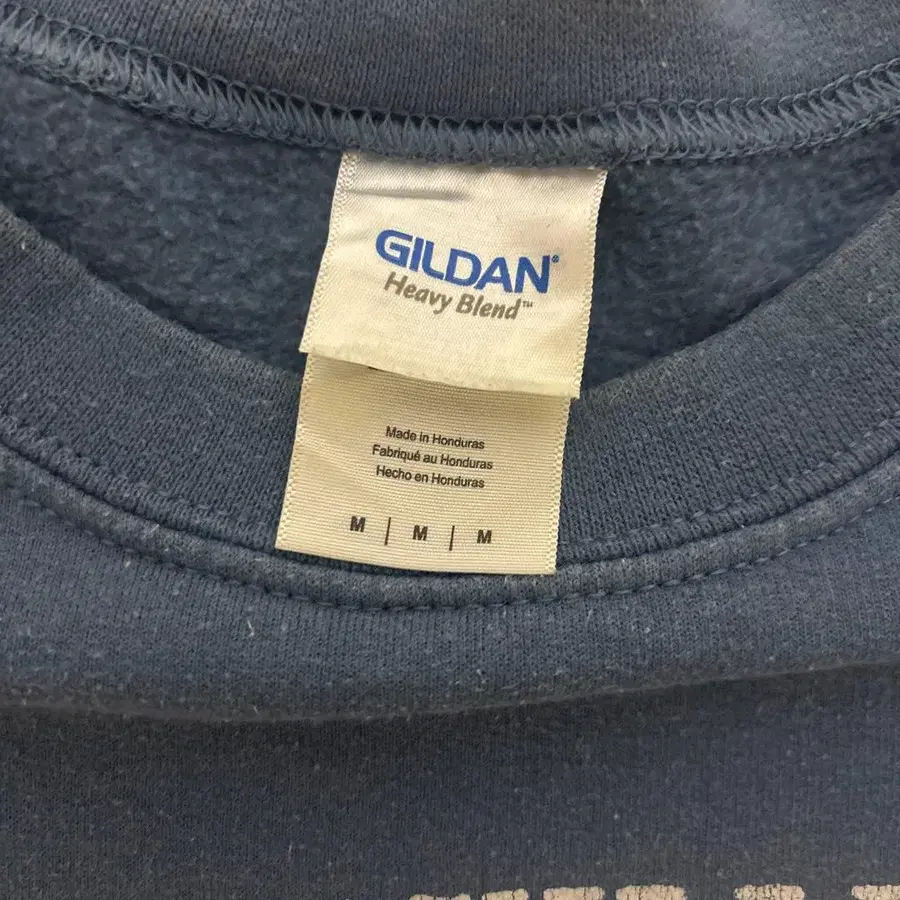 GILDAN®
Heavy Blend™
Made in Honduras
Fabriqué au Honduras
Hecho en Honduras
M | M | M